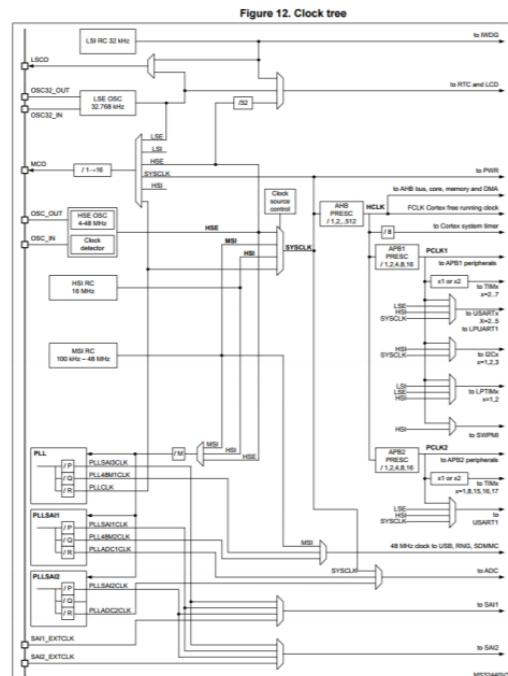 Figure 12. Clock tree
LSI RC 32 kHz
to IWDG
LSCO
OSC32_OUT
LSE OSC
32.768 kHz
OSC32_IN
/32
to RTC and LCD
LSE
LSI
HSE
SYSCLK
HSI
MCO
/ 1→16
to PWR
OSC_OUT
HSE OSC
4-48 MHz
OSC_IN
Clock
detector
HSE
MSI
HSI
Clock
source
control
SYSCLK
AHB
PRESC
/ 1,2,..512
HCLK
to AHB bus, core, memory and DMA
FCLK Cortex free running clock
/ 8
to Cortex system timer
APB1
PRESC
/ 1,2,4,8,16
PCLK1
to APB1 peripherals
x1 or x2
to TIMx
x=2..7
LSE
HSI
SYSCLK
to USARTx
X=2..5
to LPUART1
HSI RC
16 MHz
HSI
SYSCLK
to I2Cx
x=1,2,3
MSI RC
100 kHz – 48 MHz
LSI
LSE
HSI
to LPTIMx
x=1,2
HSI
to SWPMI
APB2
PRESC
/ 1,2,4,8,16
PCLK2
to APB2 peripherals
x1 or x2
to TIMx
x=1,8,15,16,17
LSE
HSI
SYSCLK
to
USART1
MSI
HSI
HSE
/ M
PLL
/ P
/ Q
/ R
PLLSAI3CLK
PLL48M1CLK
PLLCLK
PLLSAI1
/ P
/ Q
/ R
PLLSAI1CLK
PLL48M2CLK
PLLADC1CLK
MSI
48 MHz clock to USB, RNG, SDMMC
SYSCLK
to ADC
PLLSAI2
/ P
/ Q
/ R
PLLSAI2CLK
PLLADC2CLK
SAI1_EXTCLK
to SAI1
SAI2_EXTCLK
to SAI2